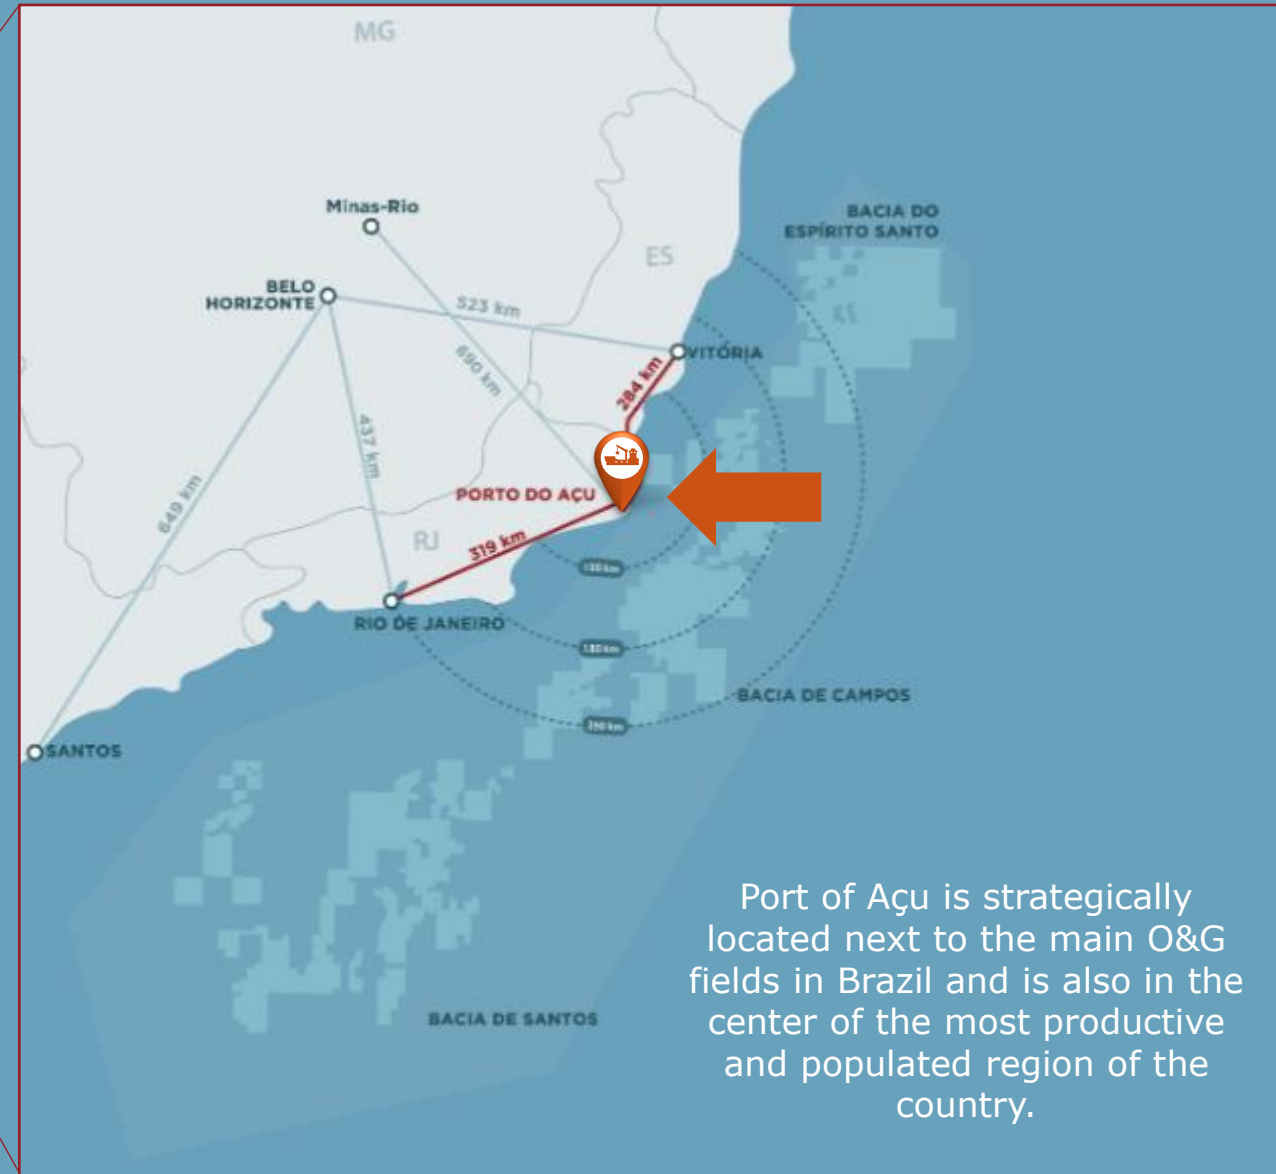 MG
Minas-Rio
BACIA DO
ESPÍRITO SANTO
ES
BELO
HORIZONTE
523 km
690 km
VITÓRIA
284 km
437 km
649 km
PORTO DO AÇU
RJ
319 km
RIO DE JANEIRO
180 km
BACIA DE CAMPOS
SANTOS
BACIA DE SANTOS
Port of Açu is strategically
located next to the main O&G
fields in Brazil and is also in the
center of the most productive
and populated region of the
country.